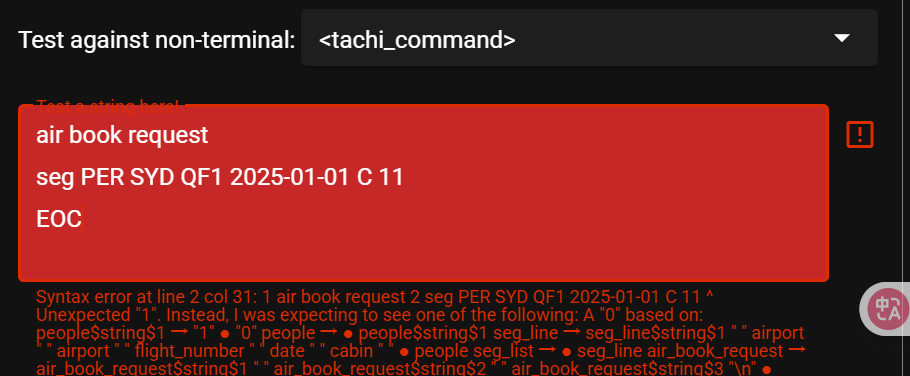 Test against non-terminal: <tachi_command>
Test a string here!
air book request
seg PER SYD QF1 2025-01-01 C 11
EOC
Syntax error at line 2 col 31: 1 air book request 2 seg PER SYD QF1 2025-01-01 C 11 ^
Unexpected "1". Instead, I was expecting to see one of the following: A "0" based on:
people$string$1 → "1" ● "0" people → ● people$string$1 seg_line → seg_line$string$1 " " airport
" " airport " " flight_number " " date " " cabin " " ● people seg_list → ● seg_line air_book_request →
air_book_request$string$1 " " air_book_request$string$2 " " air_book_request$string$3 "\n" ●
中A